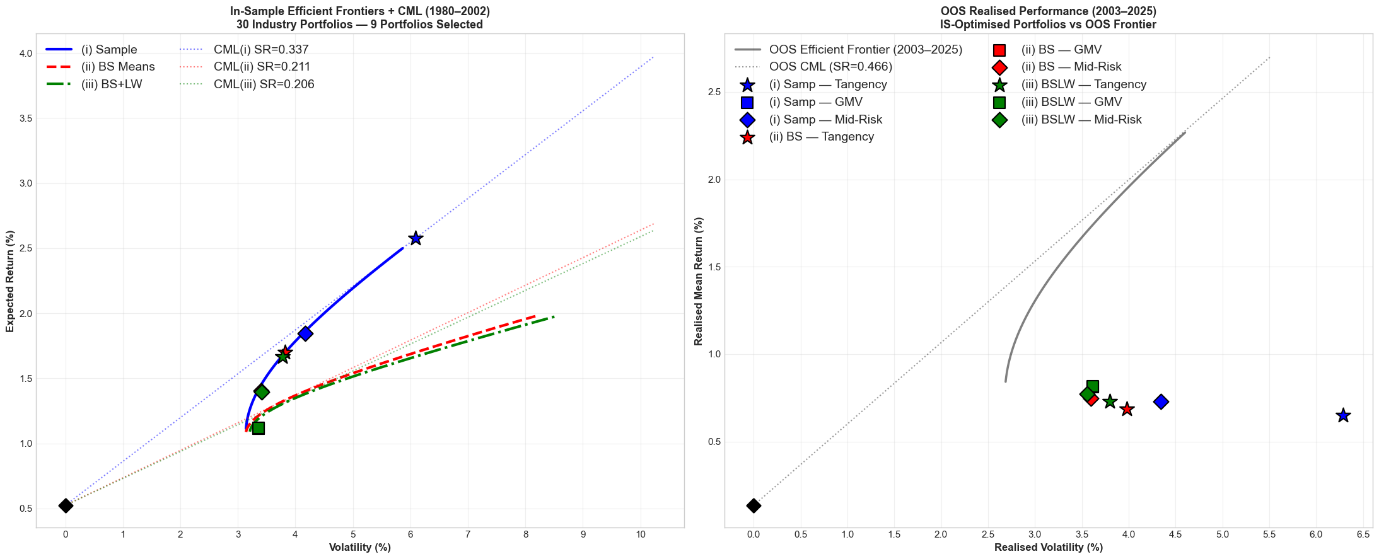 In-Sample Efficient Frontiers + CML (1980–2002)
30 Industry Portfolios — 9 Portfolios Selected
(i) Sample
(ii) BS Means
(iii) BS+LW
CML(i) SR=0.337
CML(ii) SR=0.211
CML(iii) SR=0.206
Expected Return (%)
4.0
3.5
3.0
2.5
2.0
1.5
1.0
0.5
0 1 2 3 4 5 6 7 8 9 10
Volatility (%)
OOS Realised Performance (2003–2025)
IS-Optimised Portfolios vs OOS Frontier
OOS Efficient Frontier (2003–2025)
OOS CML (SR=0.466)
(i) Samp — Tangency
(i) Samp — GMV
(i) Samp — Mid-Risk
(ii) BS — Tangency
(ii) BS — GMV
(ii) BS — Mid-Risk
(iii) BSLW — Tangency
(iii) BSLW — GMV
(iii) BSLW — Mid-Risk
Realised Mean Return (%)
2.5
2.0
1.5
1.0
0.5
0.0 0.5 1.0 1.5 2.0 2.5 3.0 3.5 4.0 4.5 5.0 5.5 6.0 6.5
Realised Volatility (%)